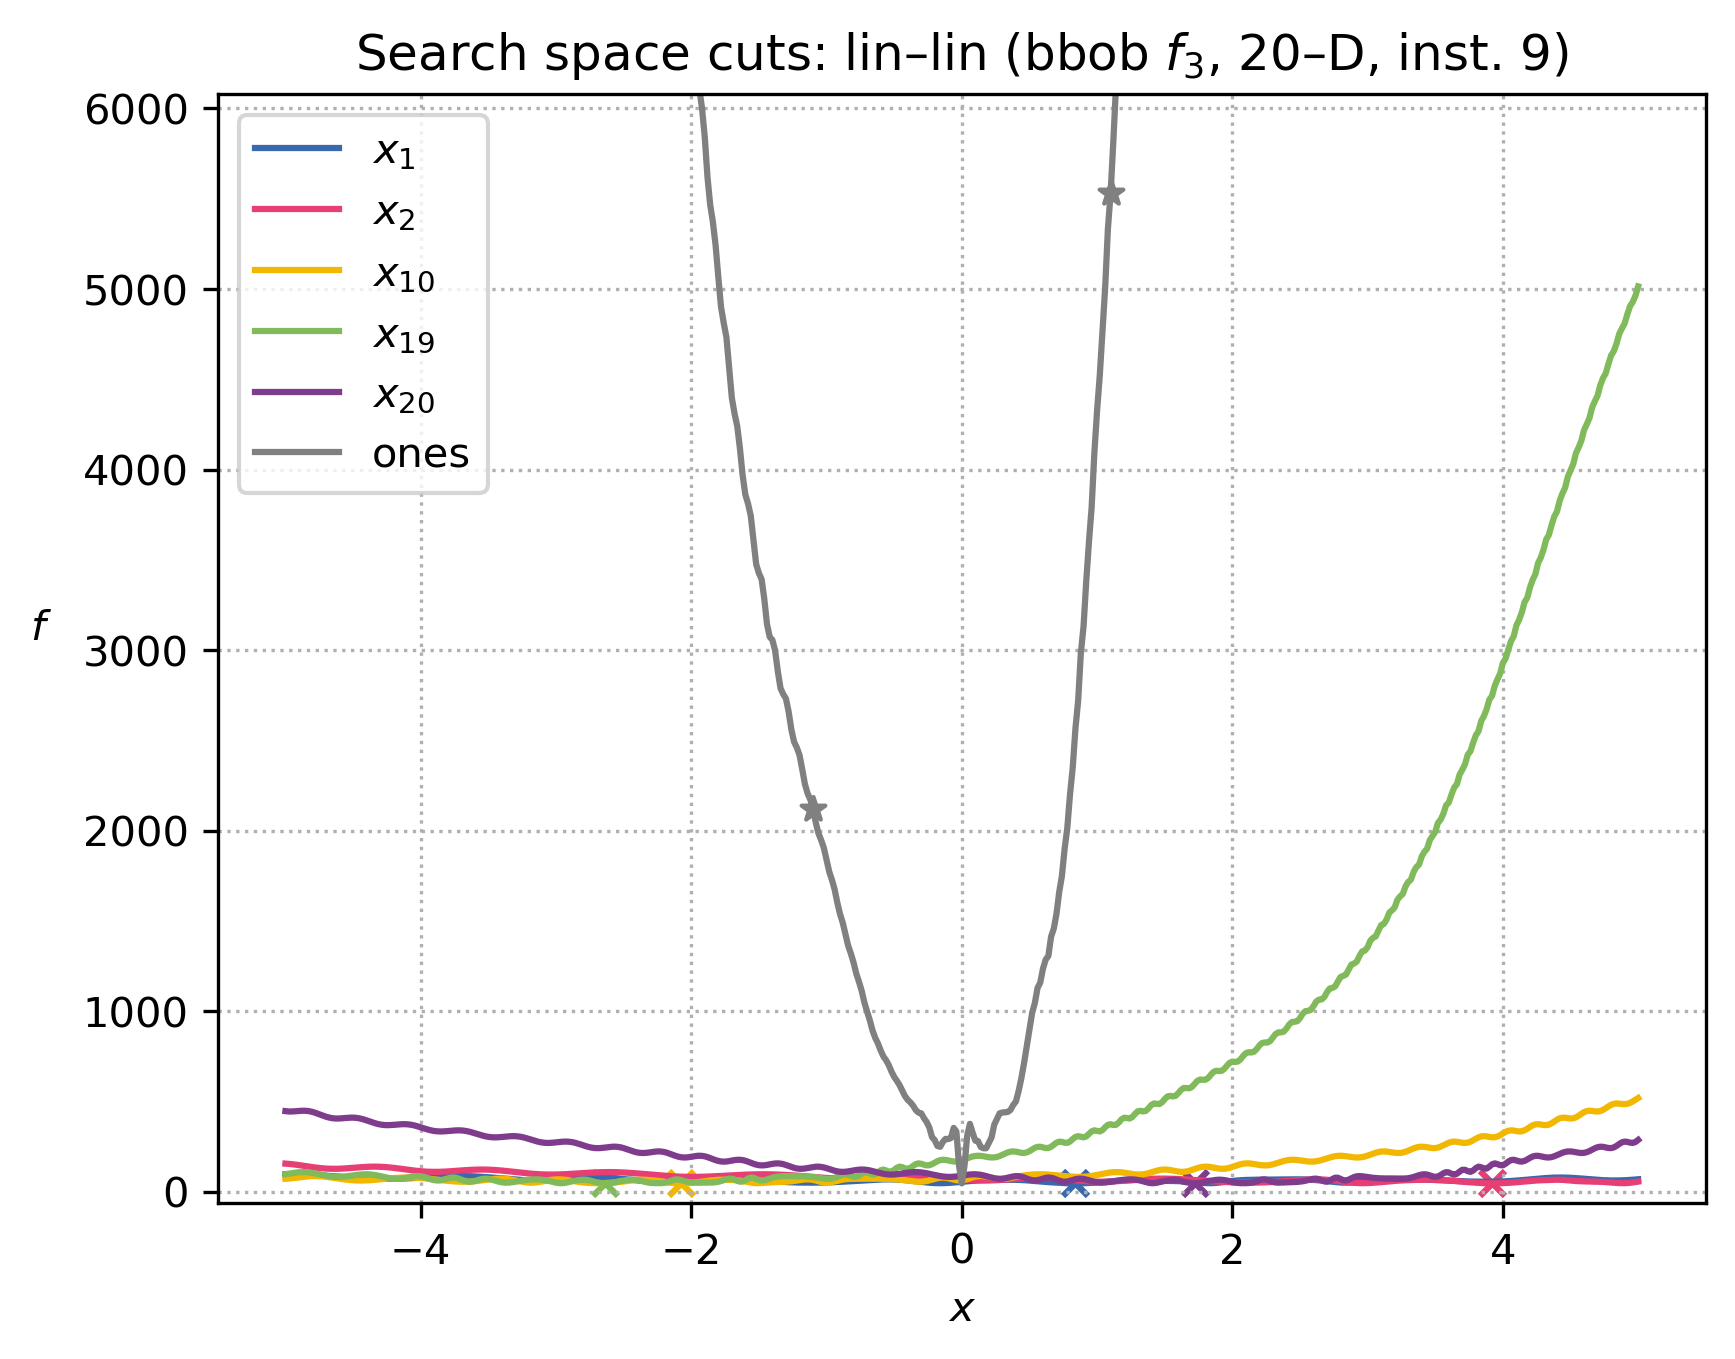 Search space cuts: lin–lin (bbob f₃, 20–D, inst. 9)
6000
5000
4000
3000
2000
1000
0
f
x₁
x₂
x₁₀
x₁₉
x₂₀
ones
−4
−2
0
2
4
x